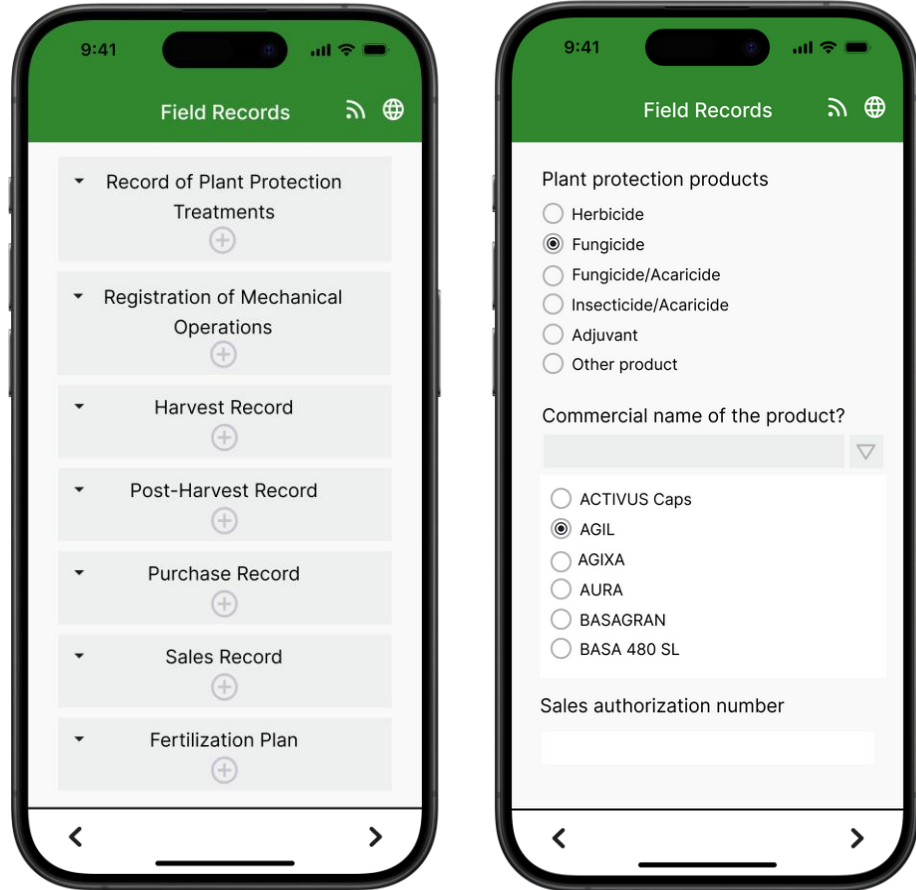 9:41
Field Records
Record of Plant Protection
Treatments
Registration of Mechanical
Operations
Harvest Record
Post-Harvest Record
Purchase Record
Sales Record
Fertilization Plan
9:41
Field Records
Plant protection products
Herbicide
Fungicide
Fungicide/Acaricide
Insecticide/Acaricide
Adjuvant
Other product
Commercial name of the product?
ACTIVUS Caps
AGIL
AGIXA
AURA
BASAGRAN
BASA 480 SL
Sales authorization number